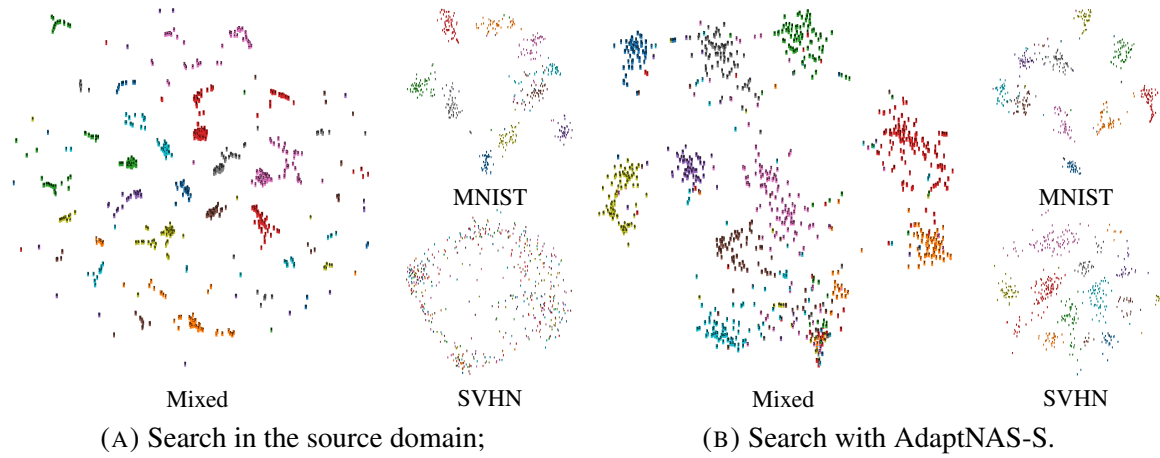 MNIST
Mixed
SVHN
(A) Search in the source domain;
MNIST
Mixed
SVHN
(B) Search with AdaptNAS-S.